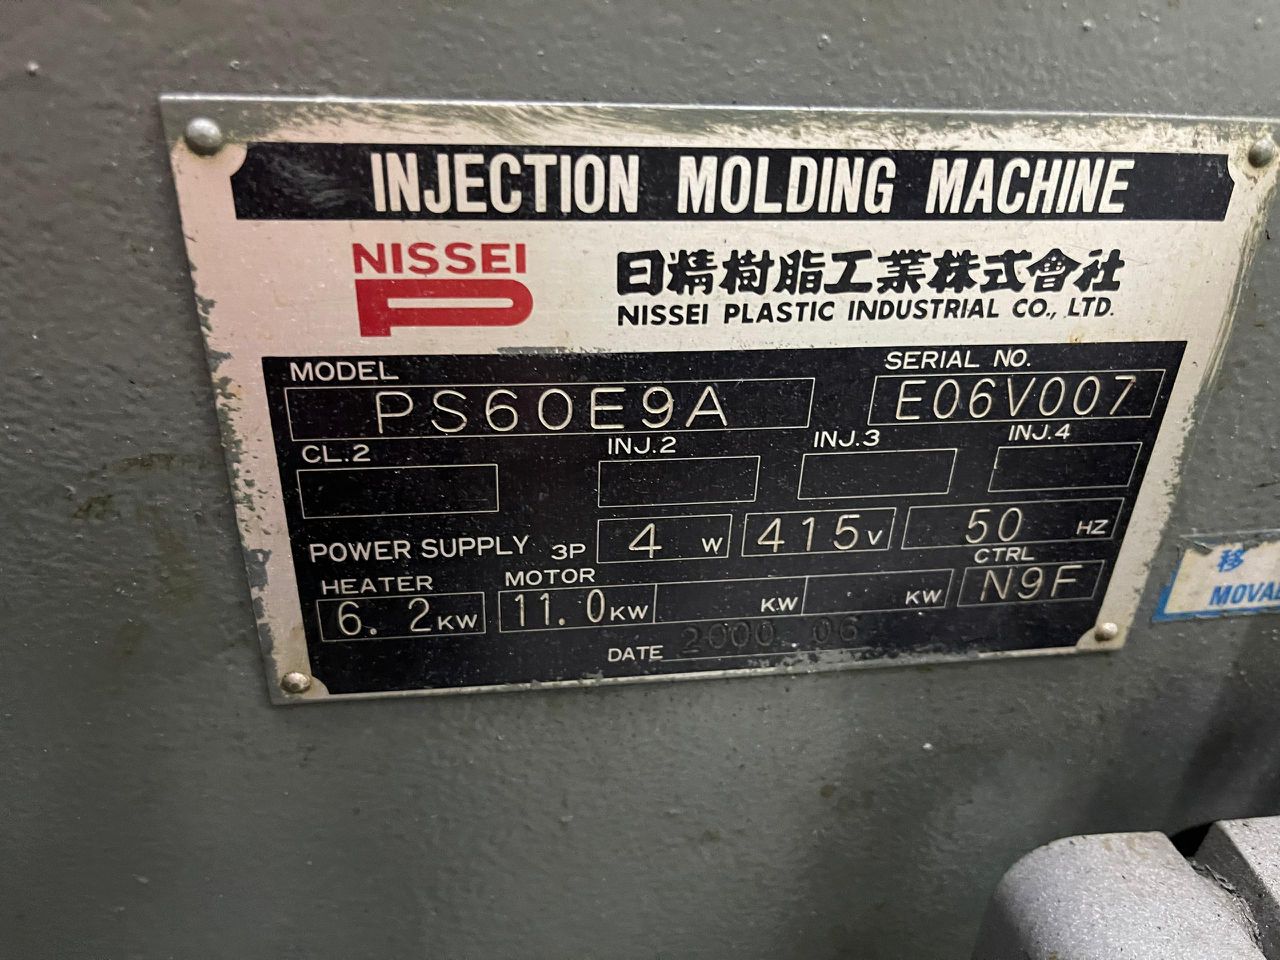 INJECTION MOLDING MACHINE
NISSEI
日精樹脂工業株式會社
NISSEI PLASTIC INDUSTRIAL CO., LTD.
MODEL SERIAL NO.
PS60E9A E06V007
CL.2 INJ.2 INJ.3 INJ.4
POWER SUPPLY 3P 4 W 415 V 50 HZ
HEATER MOTOR CTRL
6.2 KW 11.0 KW KW KW N9F
DATE 2000 06
移